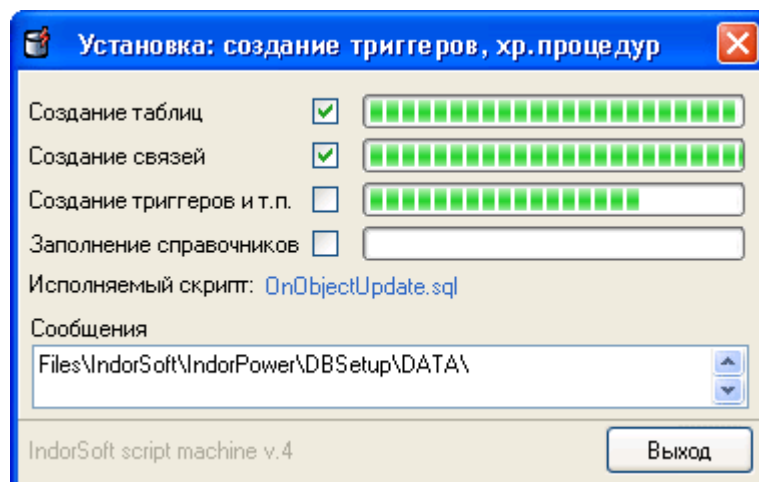 Установка: создание триггеров, хр.процедур
Создание таблиц
Создание связей
Создание триггеров и т.п.
Заполнение справочников
Исполняемый скрипт: OnObjectUpdate.sql
Сообщения
Files\IndorSoft\IndorPower\DBSetup\DATA\
IndorSoft script machine v.4
Выход